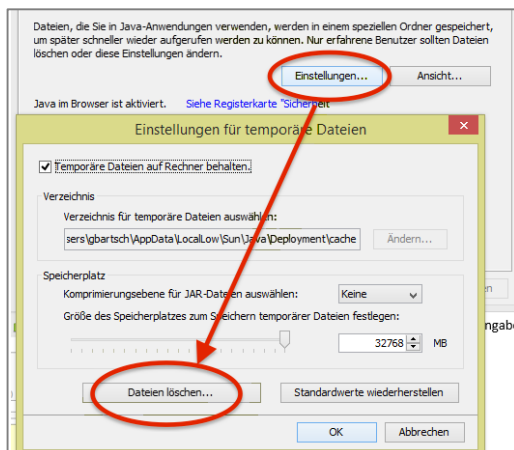 Dateien, die Sie in Java-Anwendungen verwenden, werden in einem speziellen Ordner gespeichert,
um später schneller wieder aufgerufen werden zu können. Nur erfahrene Benutzer sollten Dateien
löschen oder diese Einstellungen ändern.
Einstellungen... Ansicht...
Java im Browser ist aktiviert. Siehe Registerkarte "Sicherheit
Einstellungen für temporäre Dateien
Temporäre Dateien auf Rechner behalten.
Verzeichnis
Verzeichnis für temporäre Dateien auswählen:
sers\gbartsch\AppData\LocalLow\Sun\Java\Deployment\cache Ändern...
Speicherplatz
Komprimierungsebene für JAR-Dateien auswählen: Keine
en
Größe des Speicherplatzes zum Speichern temporärer Dateien festlegen:
ngabe
32768 MB
Dateien löschen... Standardwerte wiederherstellen
OK Abbrechen